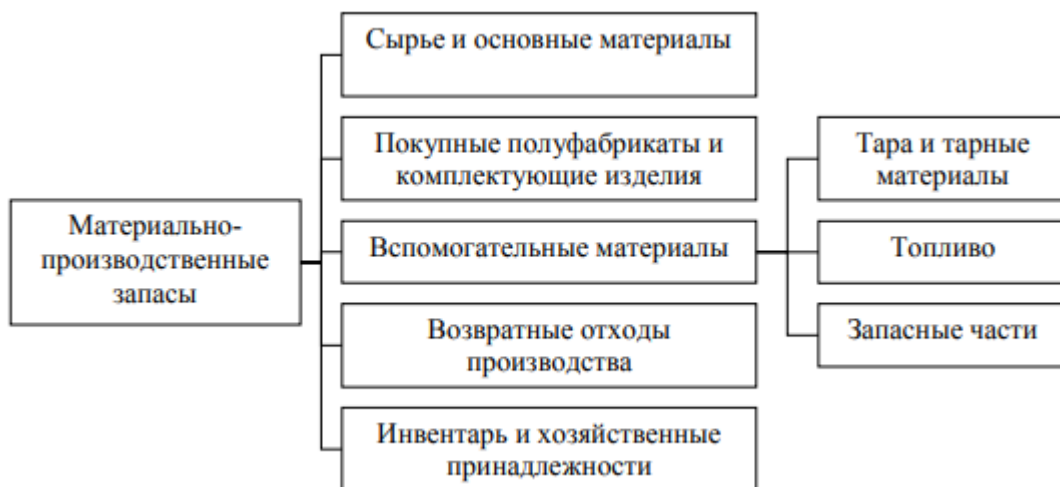 Сырье и основные материалы
Покупные полуфабрикаты и
комплектующие изделия
Тара и тарные
материалы
Материально-
производственные
запасы
Вспомогательные материалы
Топливо
Возвратные отходы
производства
Запасные части
Инвентарь и хозяйственные
принадлежности